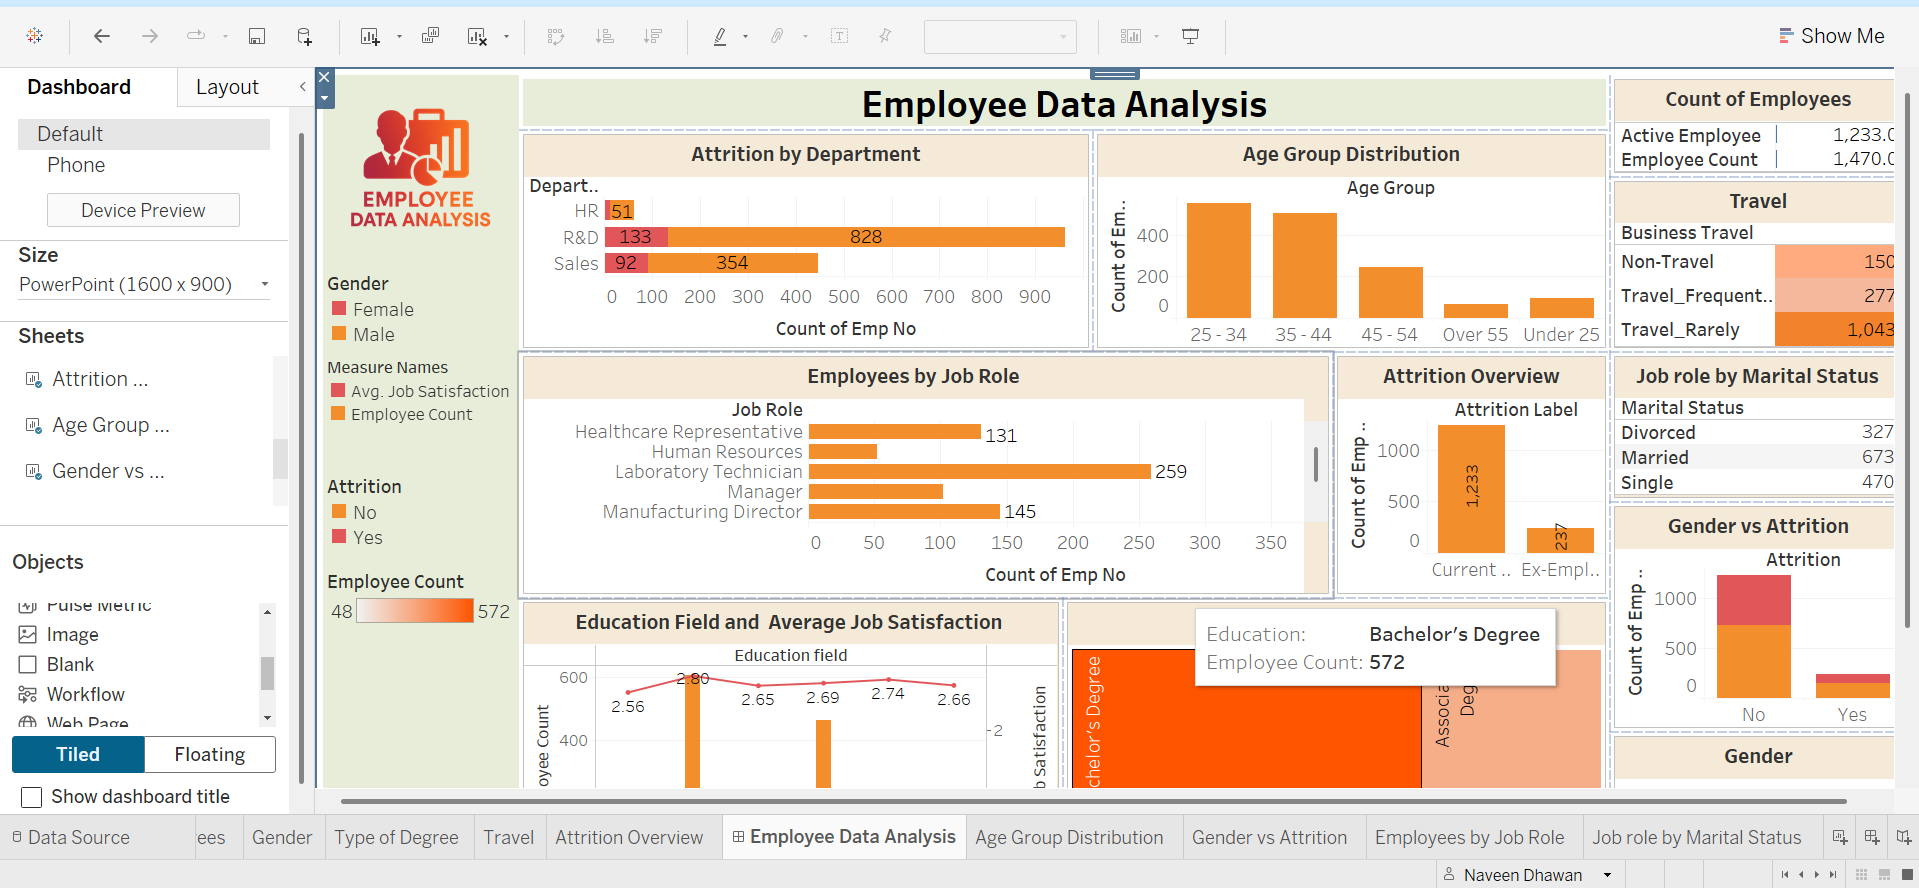 Show Me
Dashboard
Layout
Default
Phone
Device Preview
Size
PowerPoint (1600 x 900)
Sheets
Attrition ...
Age Group ...
Gender vs ...
Objects
Pulse Metric
Image
Blank
Workflow
Web Page
Tiled
Floating
Show dashboard title
EMPLOYEE
DATA ANALYSIS
Gender
Female
Male
Measure Names
Avg. Job Satisfaction
Employee Count
Attrition
No
Yes
Employee Count
48
572
Employee Data Analysis
Attrition by Department
Depart..
HR 51
R&D 133 828
Sales 92 354
0 100 200 300 400 500 600 700 800 900
Count of Emp No
Age Group Distribution
Age Group
Count of Em..
400
200
0
25 - 34 35 - 44 45 - 54 Over 55 Under 25
Count of Employees
Active Employee 1,233.0
Employee Count 1,470.0
Travel
Business Travel
Non-Travel 150
Travel_Frequent.. 277
Travel_Rarely 1,043
Employees by Job Role
Job Role
Healthcare Representative 131
Human Resources
Laboratory Technician 259
Manager
Manufacturing Director 145
0 50 100 150 200 250 300 350
Count of Emp No
Attrition Overview
Attrition Label
Count of Emp ..
1000
500
0
1,233
237
Current .. Ex-Empl..
Job role by Marital Status
Marital Status
Divorced 327
Married 673
Single 470
Gender vs Attrition
Attrition
Count of Emp ..
1000
500
0
No Yes
Gender
Education Field and Average Job Satisfaction
Education field
600
400
oyee Count
2.56 2.80 2.65 2.69 2.74 2.66
2
b Satisfaction
chelor's Degree
Associa
Deg
Education: Bachelor's Degree
Employee Count: 572
Data Source
ees
Gender
Type of Degree
Travel
Attrition Overview
Employee Data Analysis
Age Group Distribution
Gender vs Attrition
Employees by Job Role
Job role by Marital Status
Naveen Dhawan